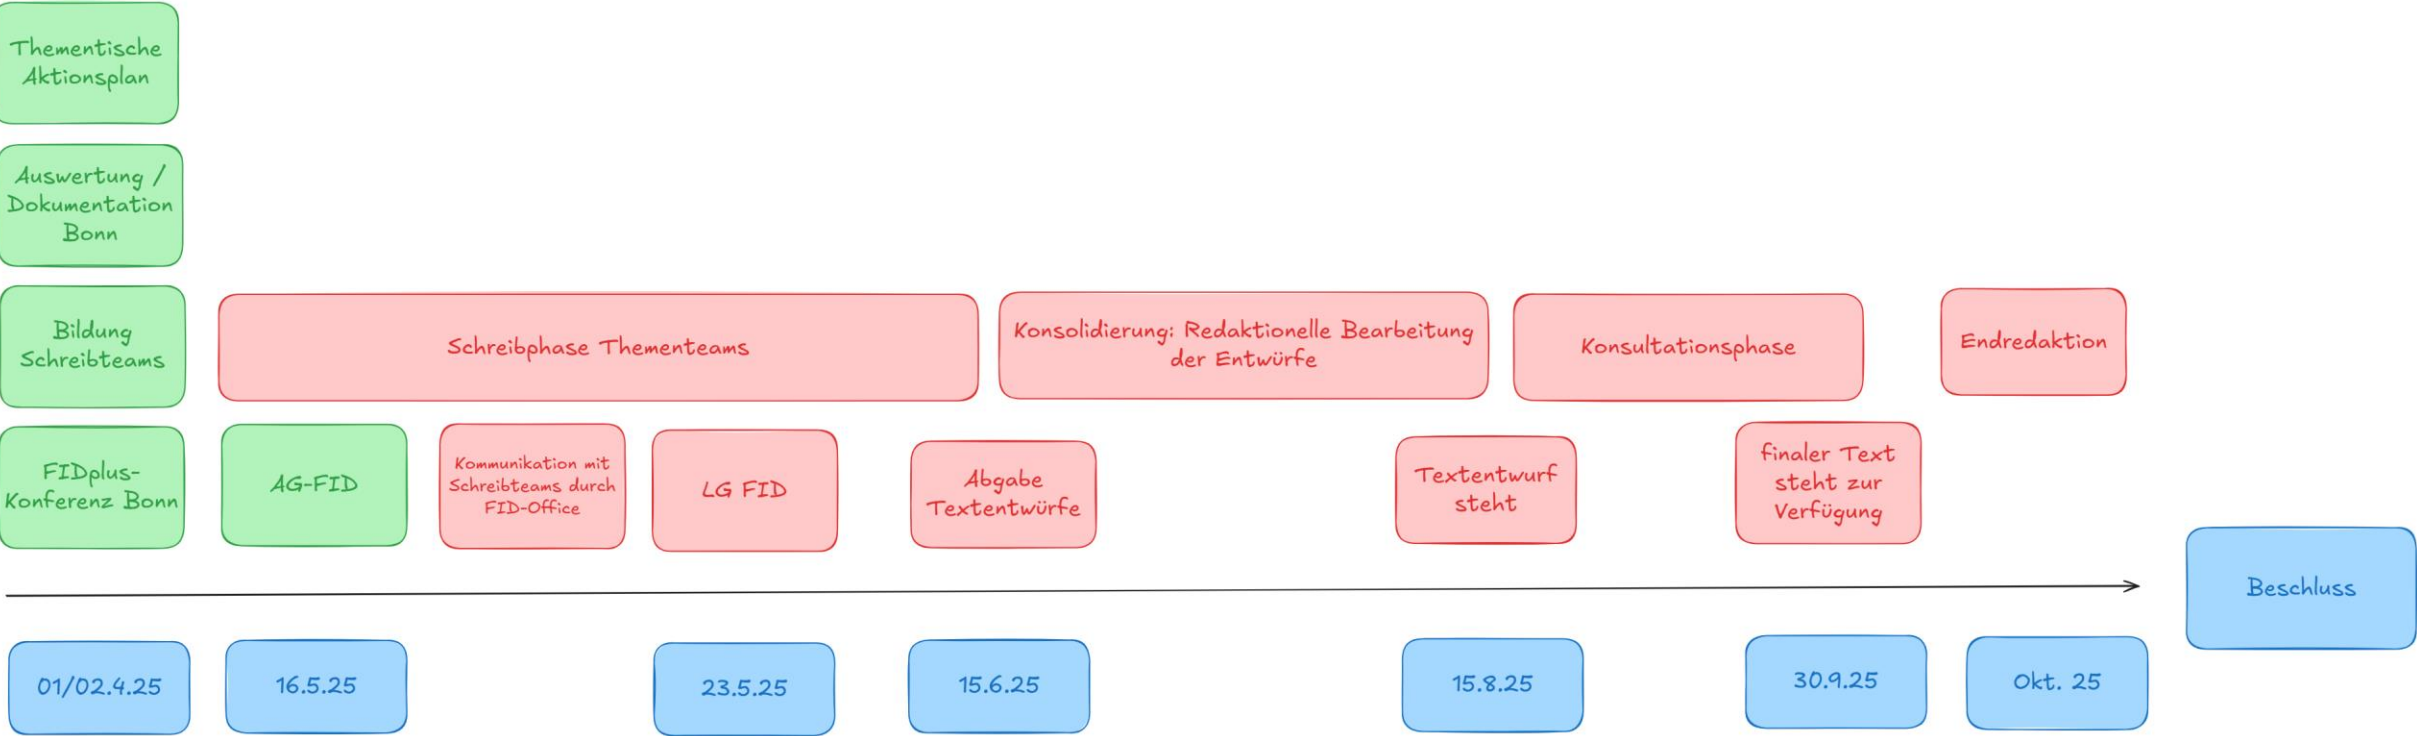 Thementische
Aktionsplan
Auswertung /
Dokumentation
Bonn
Bildung
Schreibteams
Schreibphase Thementeams
Konsolidierung: Redaktionelle Bearbeitung
der Entwürfe
Konsultationsphase
Endredaktion
FIDplus-
Konferenz Bonn
AG-FID
Kommunikation mit
Schreibteams durch
FID-Office
LG FID
Abgabe
Textentwürfe
Textentwurf
steht
finaler Text
steht zur
Verfügung
Beschluss
01/02.4.25
16.5.25
23.5.25
15.6.25
15.8.25
30.9.25
Okt. 25